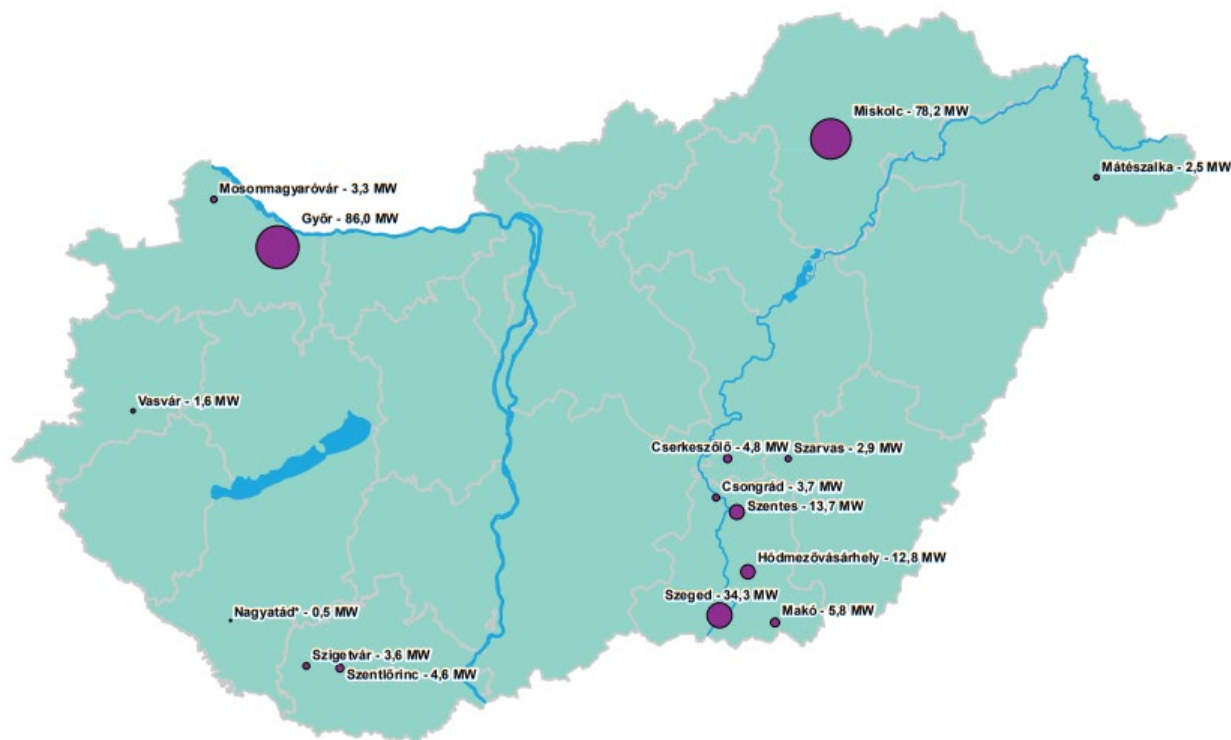 Miskolc - 78,2 MW
Mátészalka - 2,5 MW
Mosonmagyaróvár - 3,3 MW
Győr - 86,0 MW
Vasvár - 1,6 MW
Cserkeszőlő - 4,8 MW
Szarvas - 2,9 MW
Csongrád - 3,7 MW
Szentes - 13,7 MW
Hódmezővásárhely - 12,8 MW
Szeged - 34,3 MW
Makó - 5,8 MW
Nagyatád* - 0,5 MW
Szigetvár - 3,6 MW
Szentlőrinc - 4,6 MW